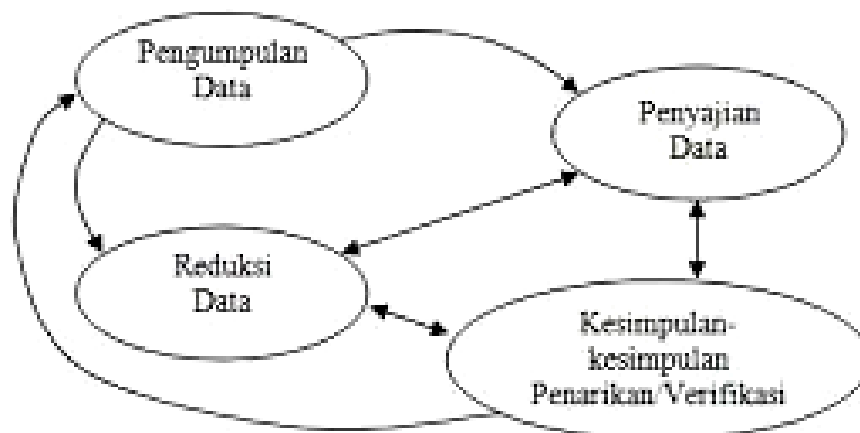 Pengumpulan
Data
Penyajian
Data
Reduksi
Data
Kesimpulan-
kesimpulan
Penarikan/Verifikasi